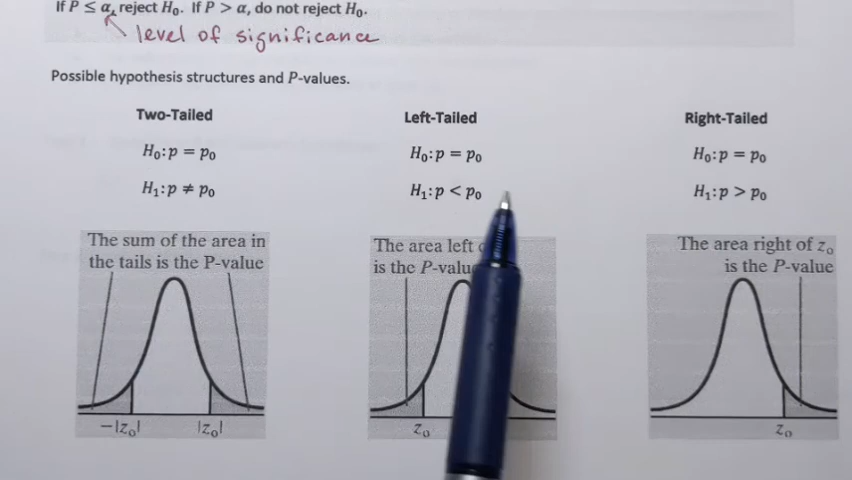 If P ≤ α, reject H₀. If P > α, do not reject H₀.
level of significance
Possible hypothesis structures and P-values.
Two-Tailed
H₀: p = p₀
H₁: p ≠ p₀
The sum of the area in
the tails is the P-value
−|z₀|
|z₀|
Left-Tailed
H₀: p = p₀
H₁: p < p₀
The area left
is the P-valu
z₀
Right-Tailed
H₀: p = p₀
H₁: p > p₀
The area right of z₀
is the P-value
z₀